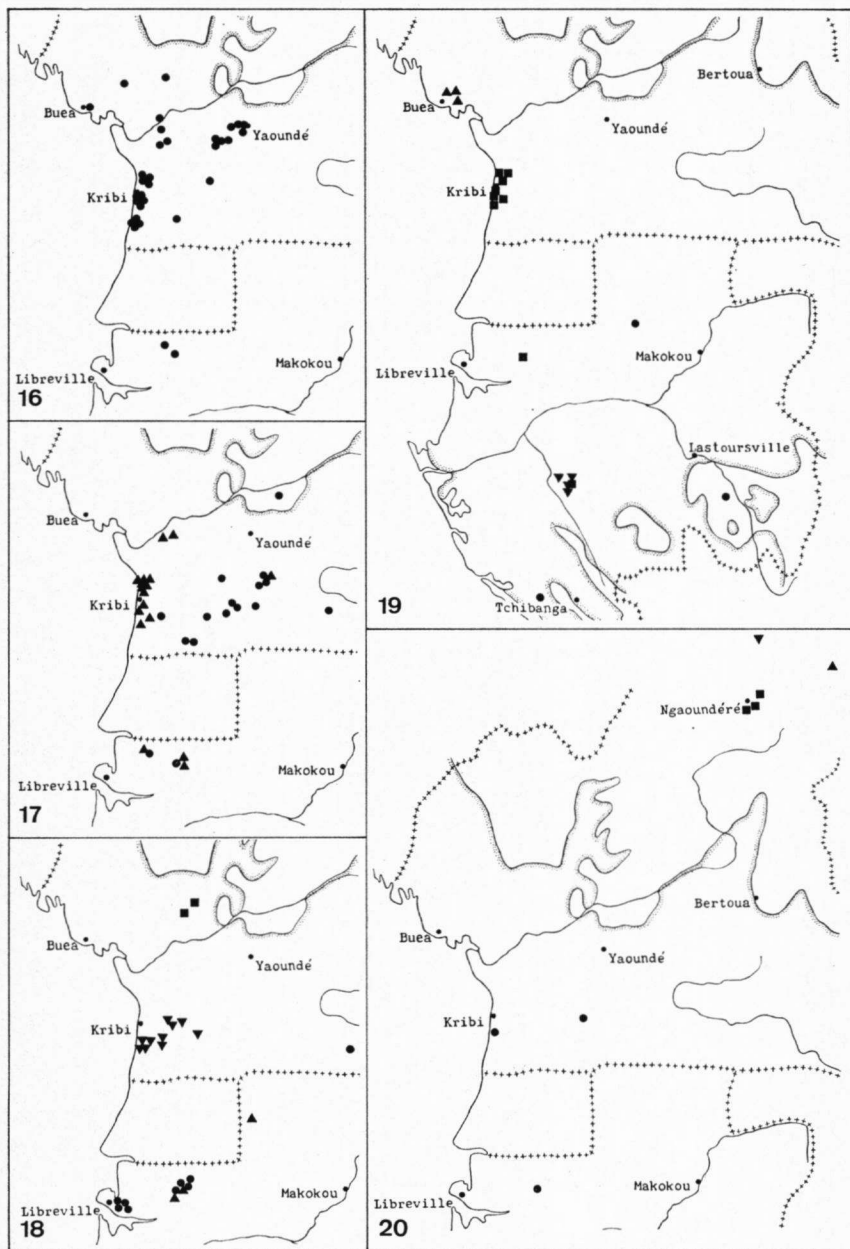 Buea
Yaoundé
Kribi
Makokou
Libreville
16
Buea
Yaoundé
Kribi
Makokou
Libreville
17
Buea
Yaoundé
Kribi
Makokou
Libreville
18
Bertoua
Buea
Yaoundé
Kribi
Makokou
Libreville
Lastoursville
Tchibanga
19
Ngaoundéré
Bertoua
Buea
Yaoundé
Kribi
Makokou
Libreville
20